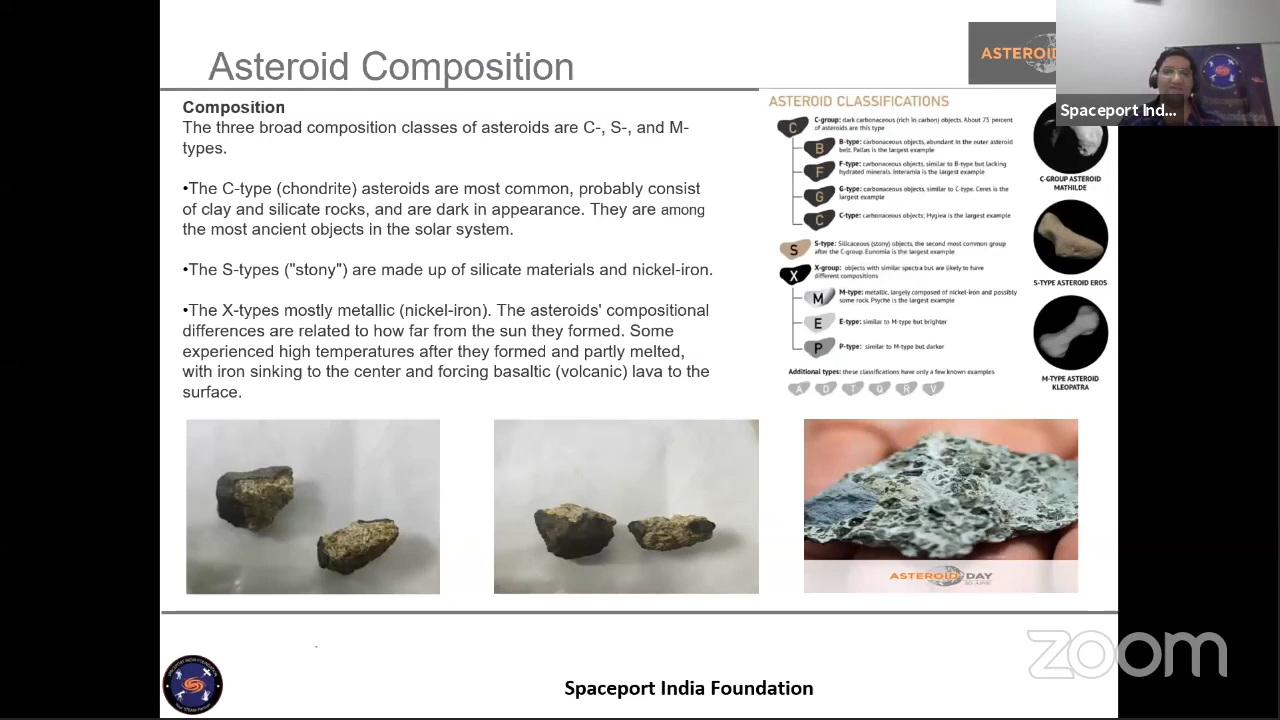 Asteroid Composition
ASTEROID
Spaceport Ind...
Composition
The three broad composition classes of asteroids are C-, S-, and M-
types.
•The C-type (chondrite) asteroids are most common, probably consist
of clay and silicate rocks, and are dark in appearance. They are among
the most ancient objects in the solar system.
•The S-types ("stony") are made up of silicate materials and nickel-iron.
•The X-types mostly metallic (nickel-iron). The asteroids' compositional
differences are related to how far from the sun they formed. Some
experienced high temperatures after they formed and partly melted,
with iron sinking to the center and forcing basaltic (volcanic) lava to the
surface.
ASTEROID CLASSIFICATIONS
C
C-group: dark carbonaceous (rich in carbon) objects. About 75 percent
of asteroids are this type
B
B-type: carbonaceous objects, abundant in the outer asteroid
belt. Pallas is the largest example
F
F-type: carbonaceous objects, similar to B-type but lacking
hydrated minerals. Interamia is the largest example
G
G-type: carbonaceous objects, similar to C-type. Ceres is the
largest example
C
C-type: carbonaceous objects; Hygiea is the largest example
S
S-type: Silicaceous (stony) objects, the second most common group
after the C-group. Eunomia is the largest example
X
X-group: objects with similar spectra but are likely to have
different compositions
M
M-type: metallic, largely composed of nickel-iron and possibly
some rock. Psyche is the largest example
E
E-type: similar to M-type but brighter
P
P-type: similar to M-type but darker
Additional types: these classifications have only a few known examples
A D T Q R V
C-GROUP ASTEROID
MATHILDE
S-TYPE ASTEROID EROS
M-TYPE ASTEROID
KLEOPATRA
ASTEROID DAY
30 JUNE
Spaceport India Foundation
SPACEPORT INDIA FOUNDATION
zoom